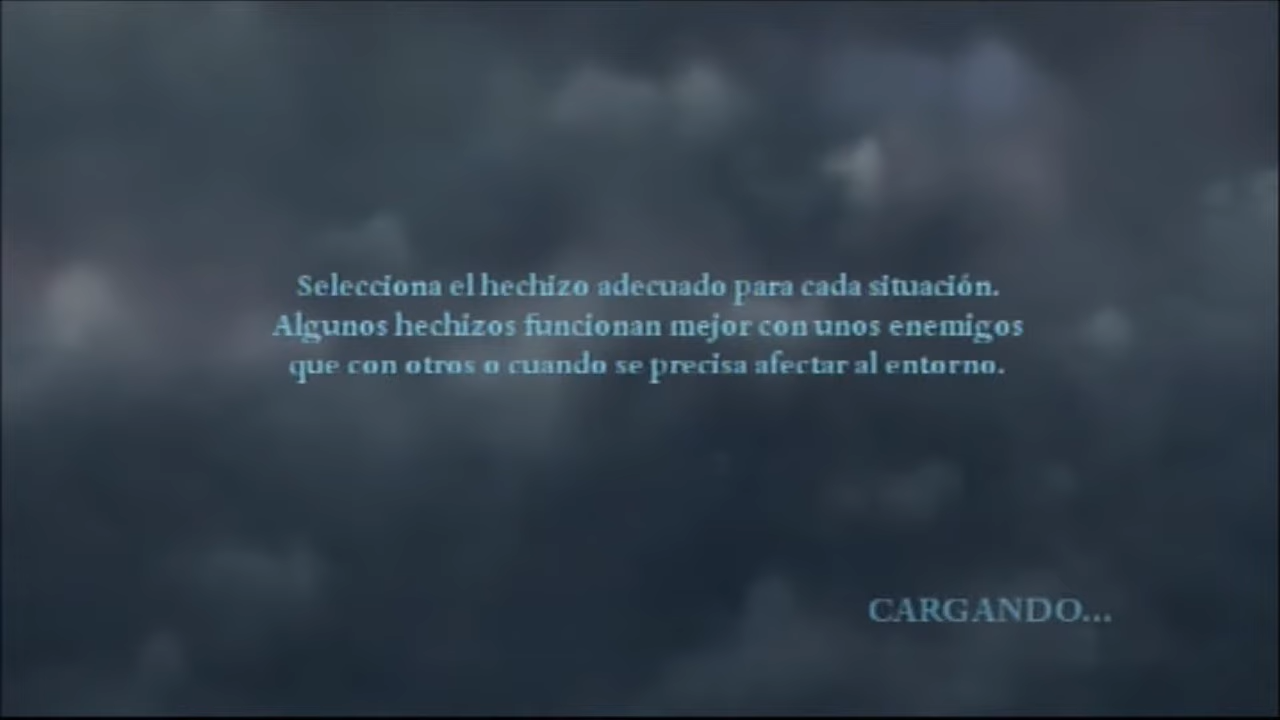 Selecciona el hechizo adecuado para cada situación.
Algunos hechizos funcionan mejor con unos enemigos
que con otros o cuando se precisa afectar al entorno.
CARGANDO...